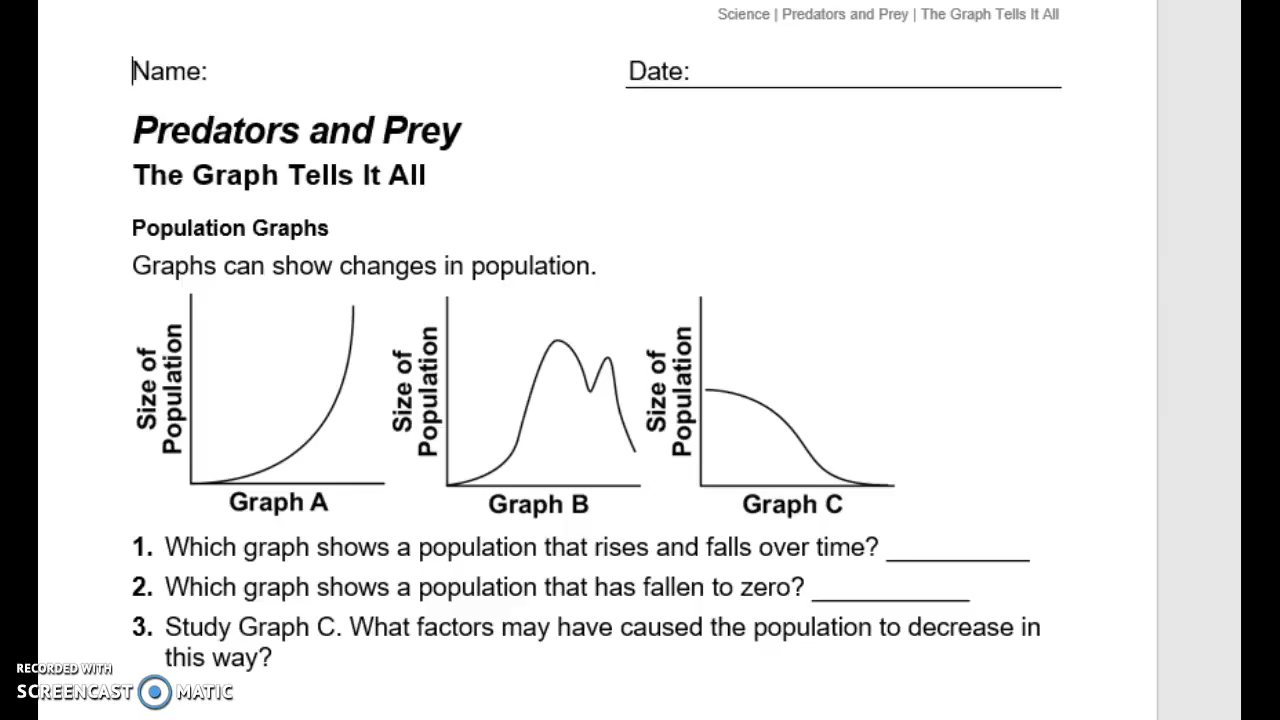 Science | Predators and Prey | The Graph Tells It All
Name:
Date:
Predators and Prey
The Graph Tells It All
Population Graphs
Graphs can show changes in population.
Size of
Population
Graph A
Size of
Population
Graph B
Size of
Population
Graph C
1. Which graph shows a population that rises and falls over time?
2. Which graph shows a population that has fallen to zero?
3. Study Graph C. What factors may have caused the population to decrease in
this way?
RECORDED WITH
SCREENCAST MATIC